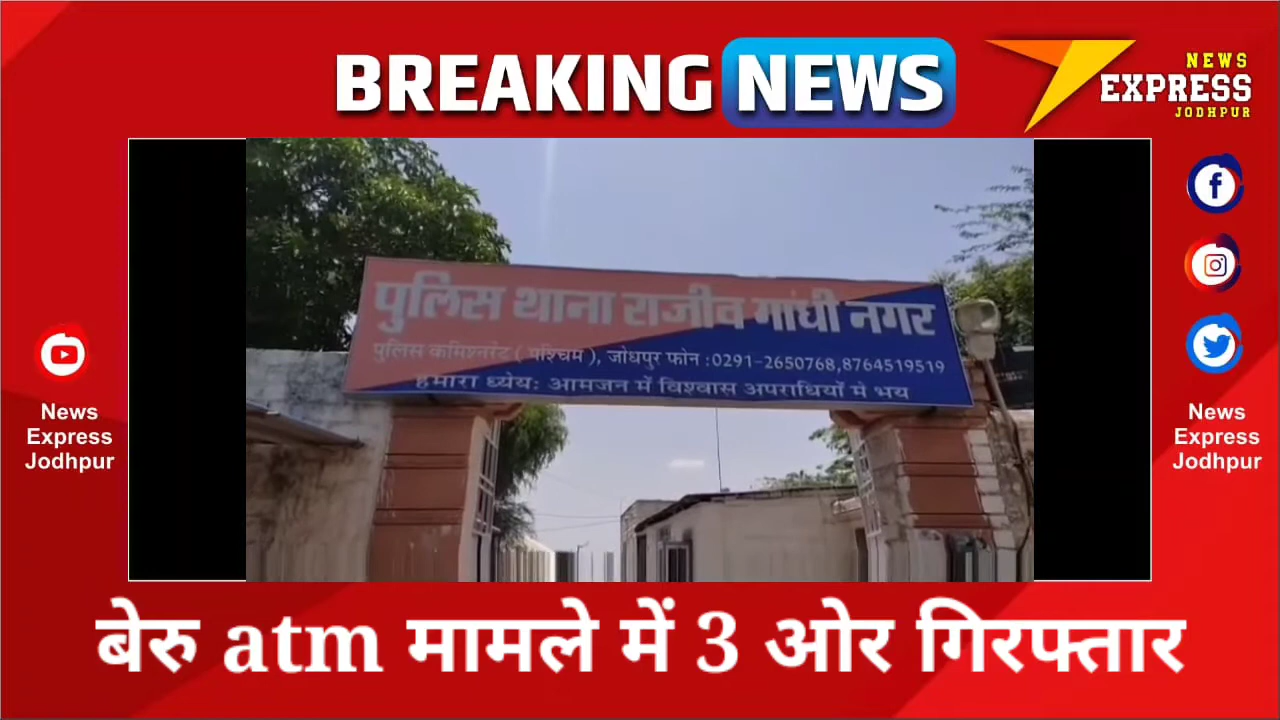 BREAKING NEWS
NEWS
EXPRESS
JODHPUR
पुलिस थाना राजीव गांधी नगर
पुलिस कमिश्नरेट ( पश्चिम ), जोधपुर फोन :0291-2650768,8764519519
हमारा ध्येय: आमजन में विश्वास अपराधियों मे भय
News
Express
Jodhpur
News
Express
Jodhpur
बेरु atm मामले में 3 ओर गिरफ्तार